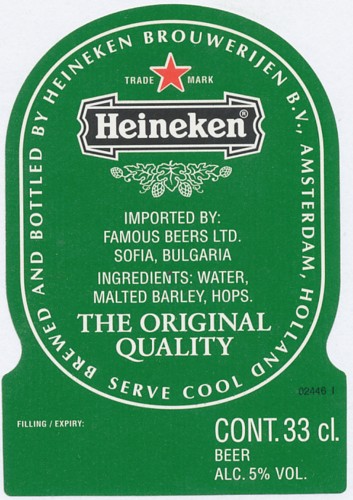 BREWED AND BOTTLED BY HEINEKEN BROUWERIJEN B.V., AMSTERDAM, HOLLAND
TRADE MARK
Heineken®
IMPORTED BY:
FAMOUS BEERS LTD.
SOFIA, BULGARIA
INGREDIENTS: WATER,
MALTED BARLEY, HOPS.
THE ORIGINAL
QUALITY
SERVE COOL
02446 I
FILLING / EXPIRY:
CONT. 33 cl.
BEER
ALC. 5% VOL.